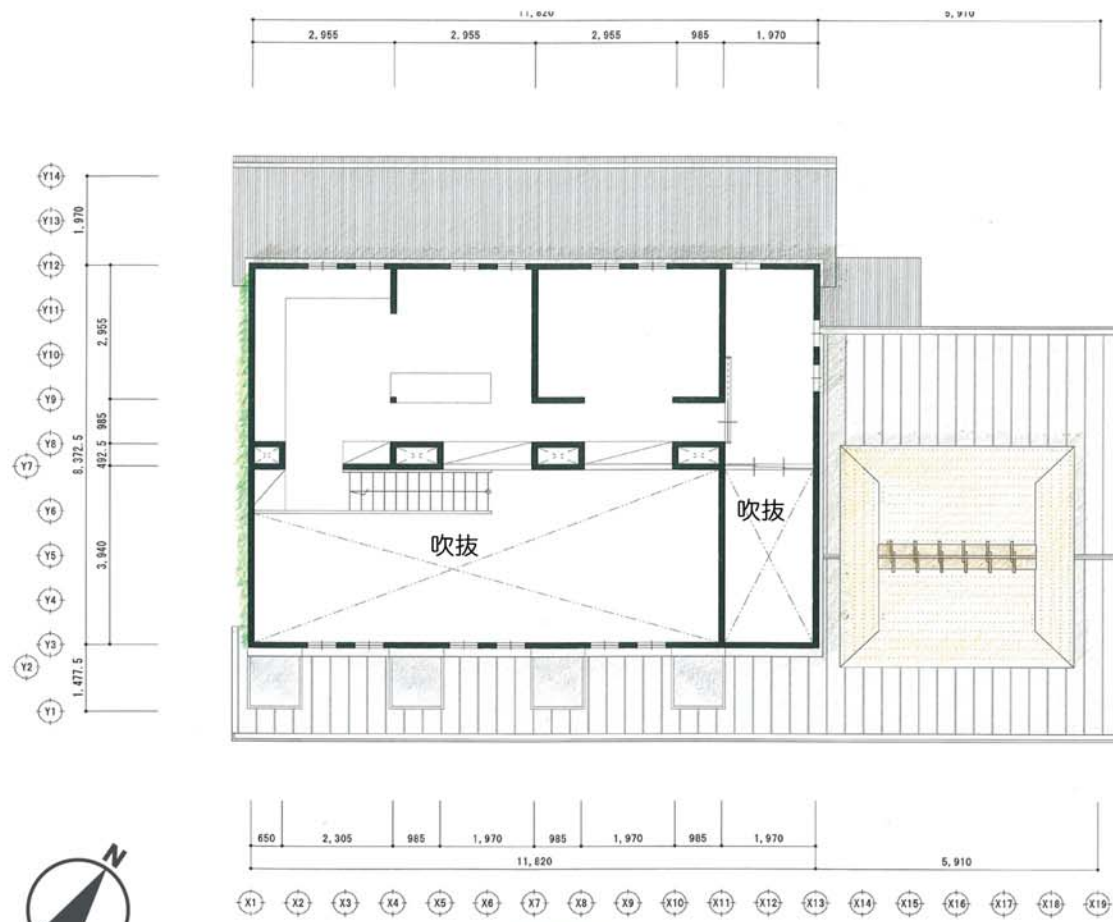 11,820 5,910
2,955 2,955 2,955 985 1,970
Y14
1,970
Y13
Y12
Y11
2,955
Y10
Y9
985
Y8
492.5
8,372.5
Y7
Y6
吹抜
吹抜
Y5
3,940
Y4
Y3
Y2
1,477.5
Y1
650 2,305 985 1,970 985 1,970 985 1,970
11,820 5,910
N
X1 X2 X3 X4 X5 X6 X7 X8 X9 X10 X11 X12 X13 X14 X15 X16 X17 X18 X19